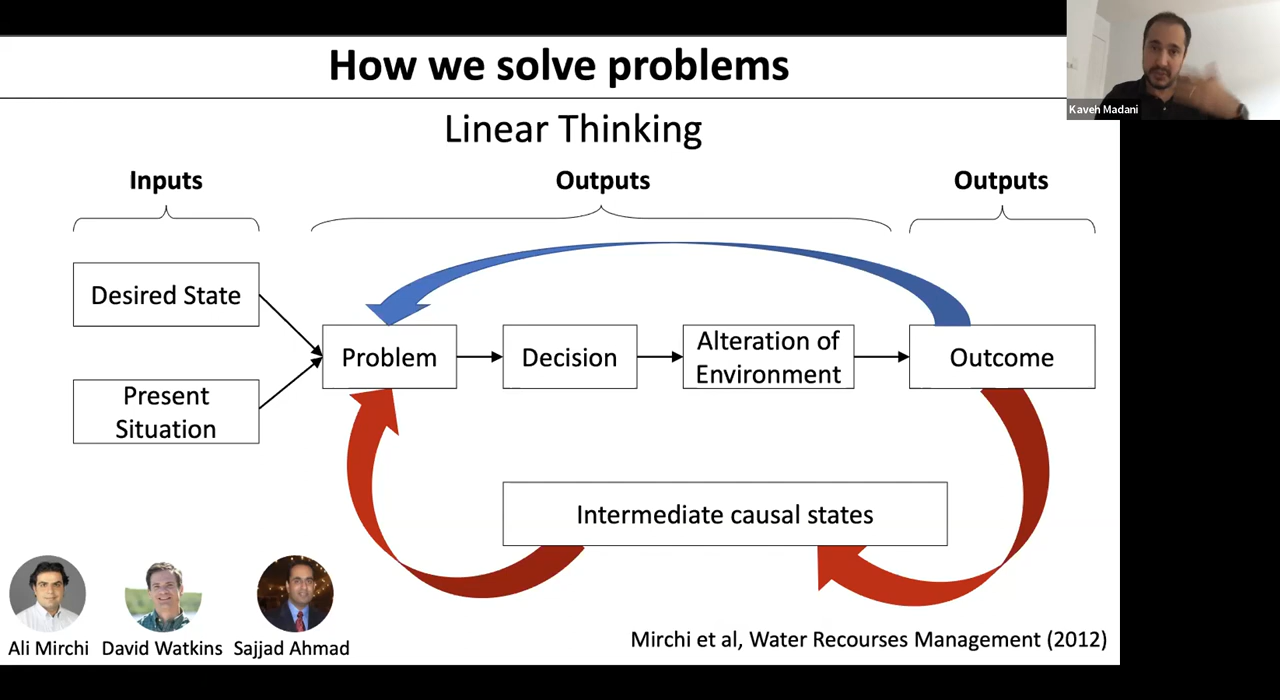 How we solve problems
Kaveh Madani
Linear Thinking
Inputs
Outputs
Outputs
Desired State
Present
Situation
Problem
Decision
Alteration of
Environment
Outcome
Intermediate causal states
Ali Mirchi
David Watkins
Sajjad Ahmad
Mirchi et al, Water Recourses Management (2012)